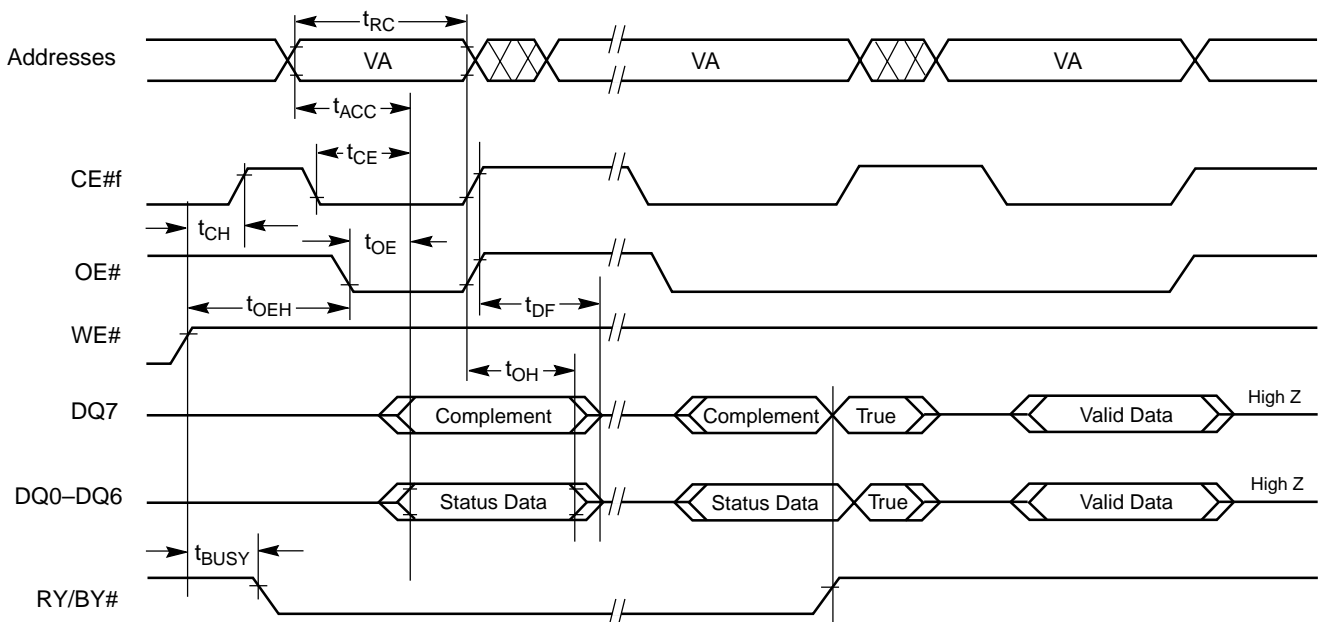 tRC
Addresses VA VA VA
tACC
tCE
CE#f
tCH
tOE
OE#
tOEH
tDF
WE#
tOH
DQ7 Complement Complement True Valid Data High Z
DQ0–DQ6 Status Data Status Data True Valid Data High Z
tBUSY
RY/BY#